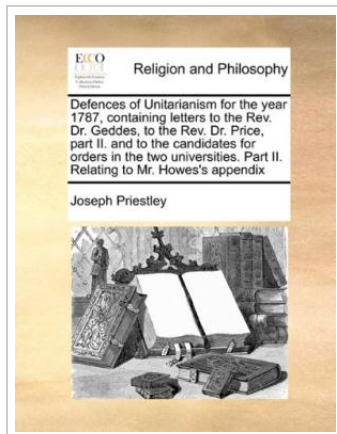 ECCO
Religion and Philosophy
Defences of Unitarianism for the year
1787, containing letters to the Rev.
Dr. Geddes, to the Rev. Dr. Price,
part II. and to the candidates for
orders in the two universities. Part II.
Relating to Mr. Howes's appendix
Joseph Priestley